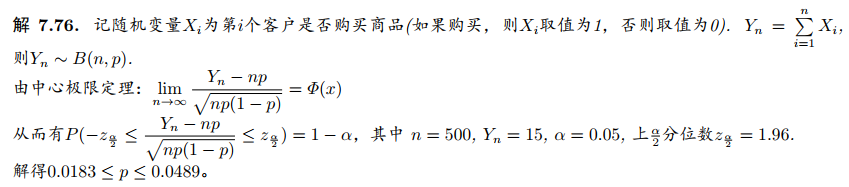 解 7.76. 记随机变量$X_i$为第$i$个客户是否购买商品(如果购买，则$X_i$取值为1，否则取值为0). $Y_n = \sum\limits_{i=1}^{n} X_i$,
则$Y_n \sim B(n, p)$.
由中心极限定理：$\lim\limits_{n\to\infty} \frac{Y_n - np}{\sqrt{np(1-p)}} = \Phi(x)$
从而有$P(-z_{\frac{\alpha}{2}} \leq \frac{Y_n - np}{\sqrt{np(1-p)}} \leq z_{\frac{\alpha}{2}}) = 1 - \alpha$，其中 $n = 500$, $Y_n = 15$, $\alpha = 0.05$, 上$\frac{\alpha}{2}$分位数$z_{\frac{\alpha}{2}} = 1.96$.
解得$0.0183 \leq p \leq 0.0489$。